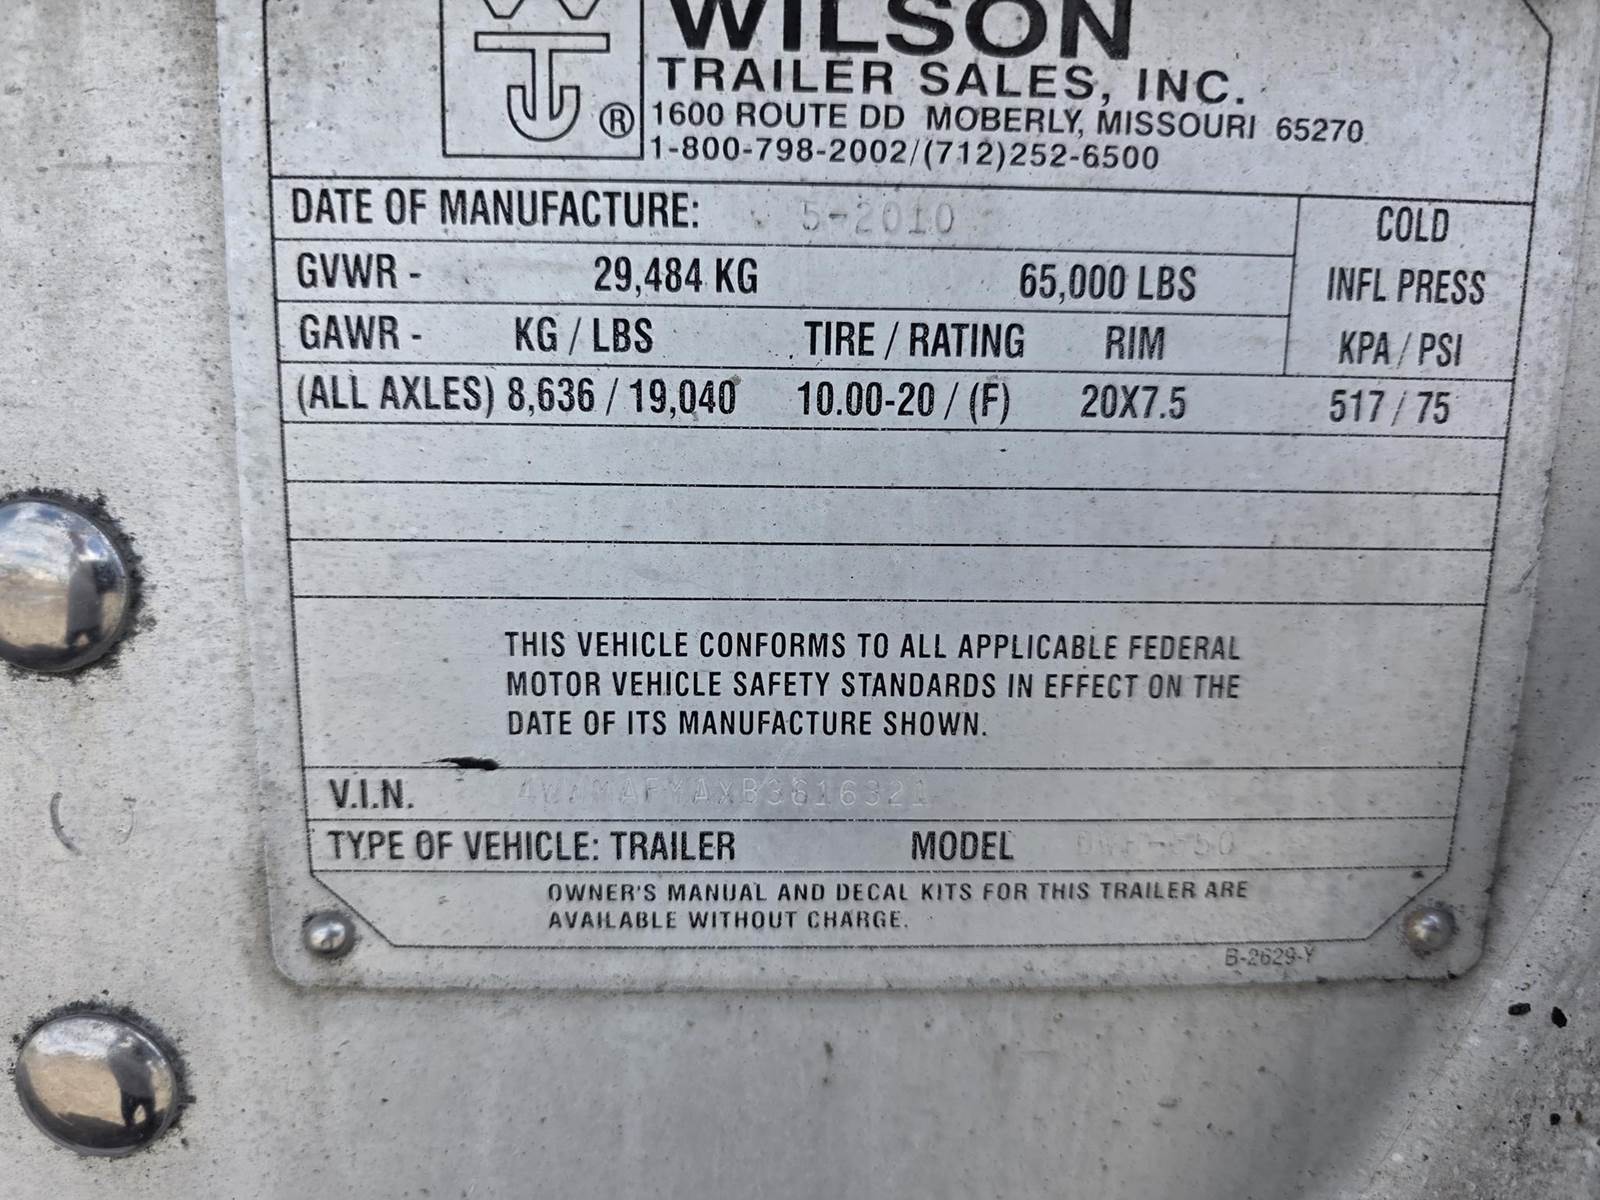 WILSON
TRAILER SALES, INC.
® 1600 ROUTE DD MOBERLY, MISSOURI 65270
1-800-798-2002/(712)252-6500
DATE OF MANUFACTURE: 5-2010
COLD
GVWR - 29,484 KG 65,000 LBS INFL PRESS
GAWR - KG / LBS TIRE / RATING RIM KPA / PSI
(ALL AXLES) 8,636 / 19,040 10.00-20 / (F) 20X7.5 517 / 75
THIS VEHICLE CONFORMS TO ALL APPLICABLE FEDERAL
MOTOR VEHICLE SAFETY STANDARDS IN EFFECT ON THE
DATE OF ITS MANUFACTURE SHOWN.
V.I.N.
TYPE OF VEHICLE: TRAILER MODEL
OWNER'S MANUAL AND DECAL KITS FOR THIS TRAILER ARE
AVAILABLE WITHOUT CHARGE.
B-2629-Y